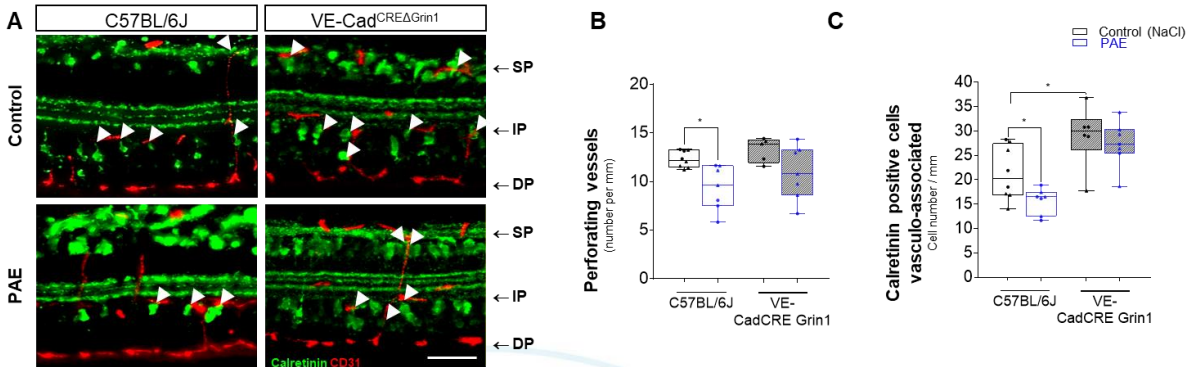 A
C57BL/6J
VE-Cad^CREΔGrin1
Control
PAE
← SP
← IP
← DP
← SP
← IP
← DP
Calretinin CD31
B
Perforating vessels
(number per mm)
20
15
10
5
0
*
C57BL/6J
VE-
CadCRE Grin1
C
Control (NaCl)
PAE
Calretinin positive cells
vasculo-associated
Cell number / mm
40
35
30
25
20
15
10
5
0
*
*
C57BL/6J
VE-
CadCRE Grin1